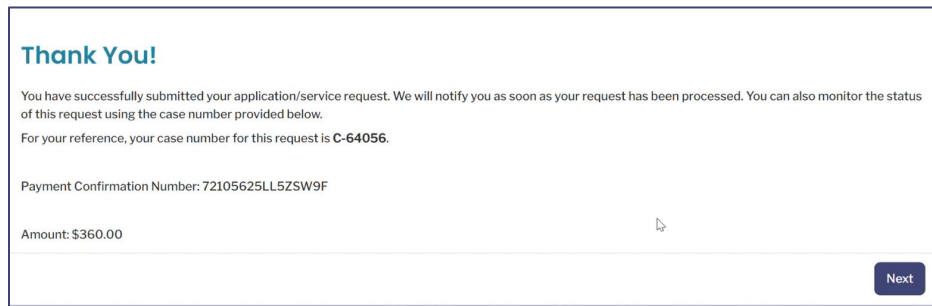 Thank You!
You have successfully submitted your application/service request. We will notify you as soon as your request has been processed. You can also monitor the status
of this request using the case number provided below.
For your reference, your case number for this request is C-64056.
Payment Confirmation Number: 72105625LL5ZSW9F
Amount: $360.00
Next